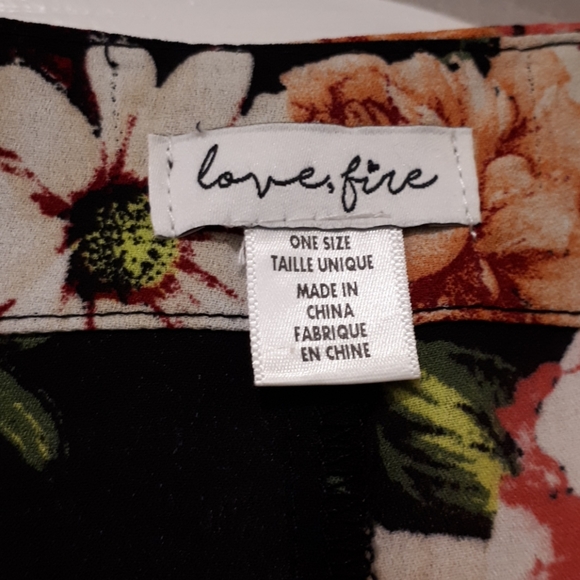 love, fire
ONE SIZE
TAILLE UNIQUE
MADE IN
CHINA
FABRIQUE
EN CHINE